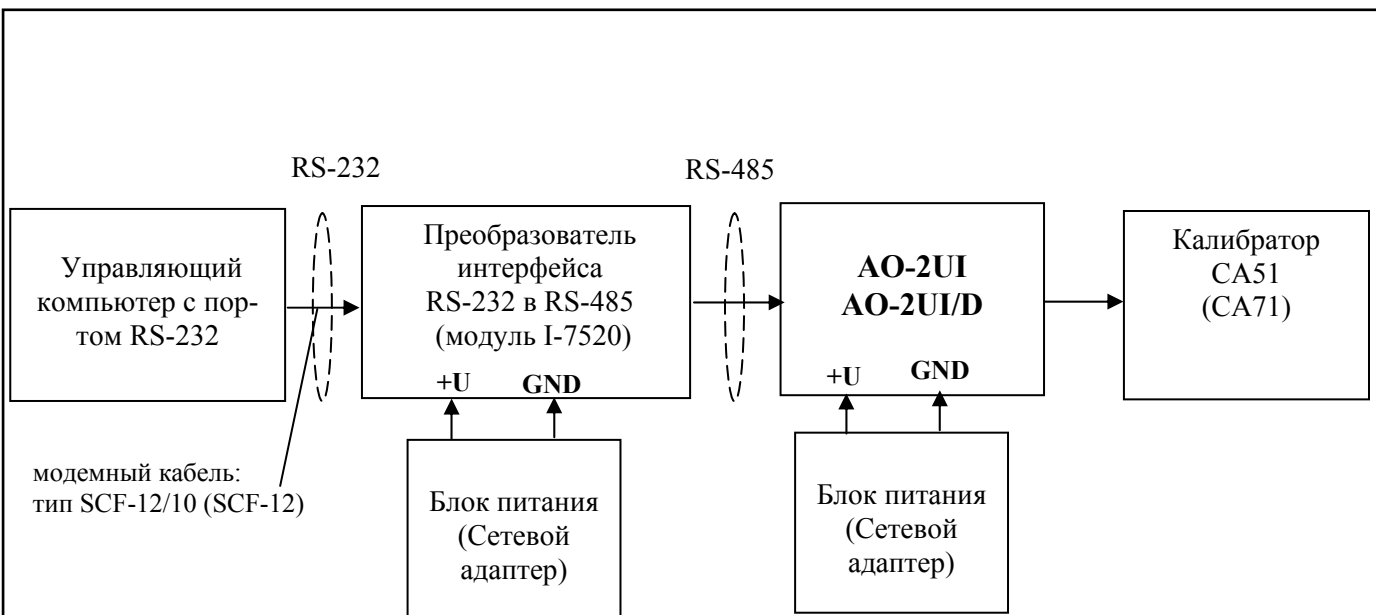 RS-232
RS-485
Управляющий
компьютер с пор-
том RS-232
Преобразователь
интерфейса
RS-232 в RS-485
(модуль I-7520)
+U GND
AO-2UI
AO-2UI/D
+U GND
Калибратор
CA51
(CA71)
модемный кабель:
тип SCF-12/10 (SCF-12)
Блок питания
(Сетевой
адаптер)
Блок питания
(Сетевой
адаптер)